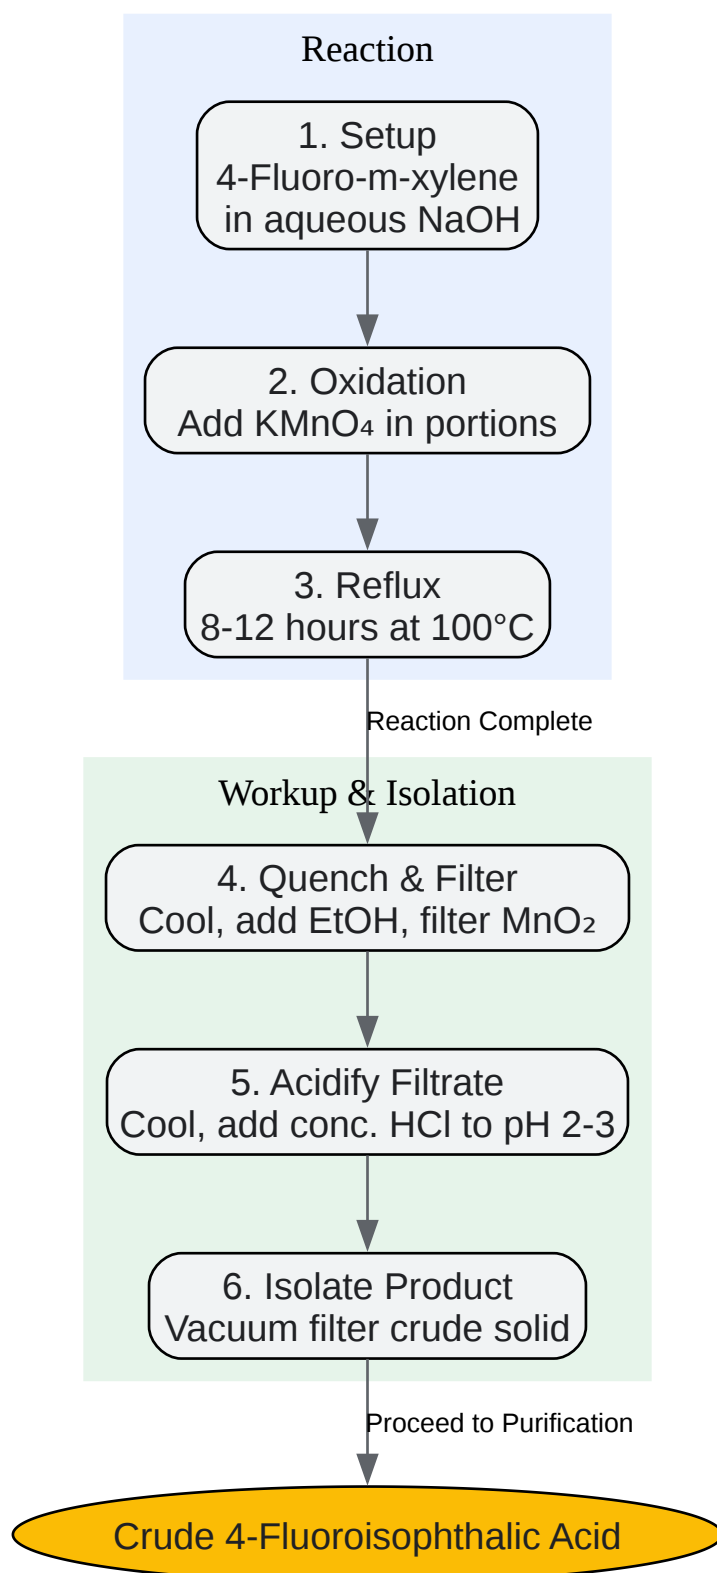 Reaction
1. Setup
4-Fluoro-m-xylene
in aqueous NaOH
2. Oxidation
Add KMnO₄ in portions
3. Reflux
8-12 hours at 100°C
Reaction Complete
Workup & Isolation
4. Quench & Filter
Cool, add EtOH, filter MnO₂
5. Acidify Filtrate
Cool, add conc. HCl to pH 2-3
6. Isolate Product
Vacuum filter crude solid
Proceed to Purification
Crude 4-Fluoroisophthalic Acid